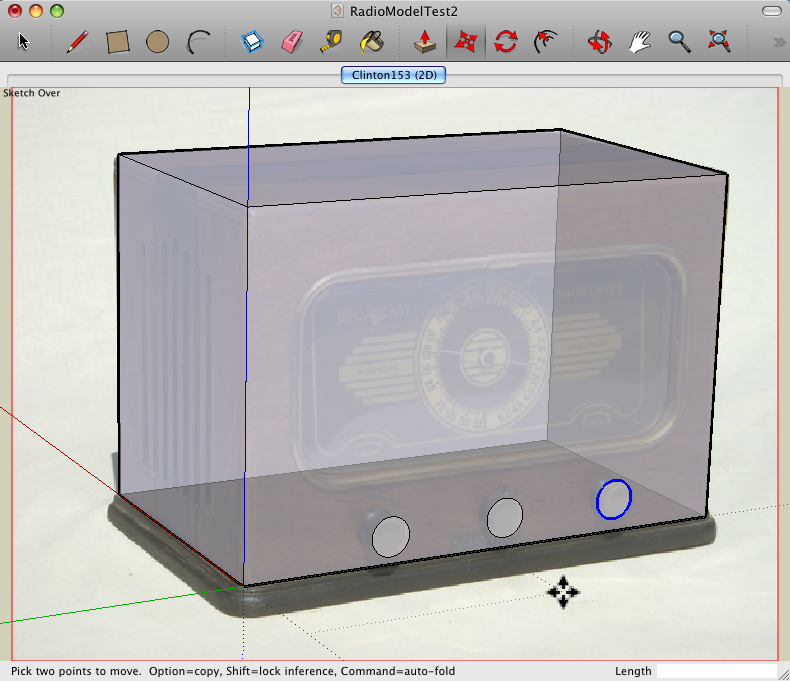 RadioModelTest2
Clinton153 (2D)
Sketch Over
BROADCAST
Pick two points to move. Option=copy, Shift=lock inference, Command=auto-fold
Length